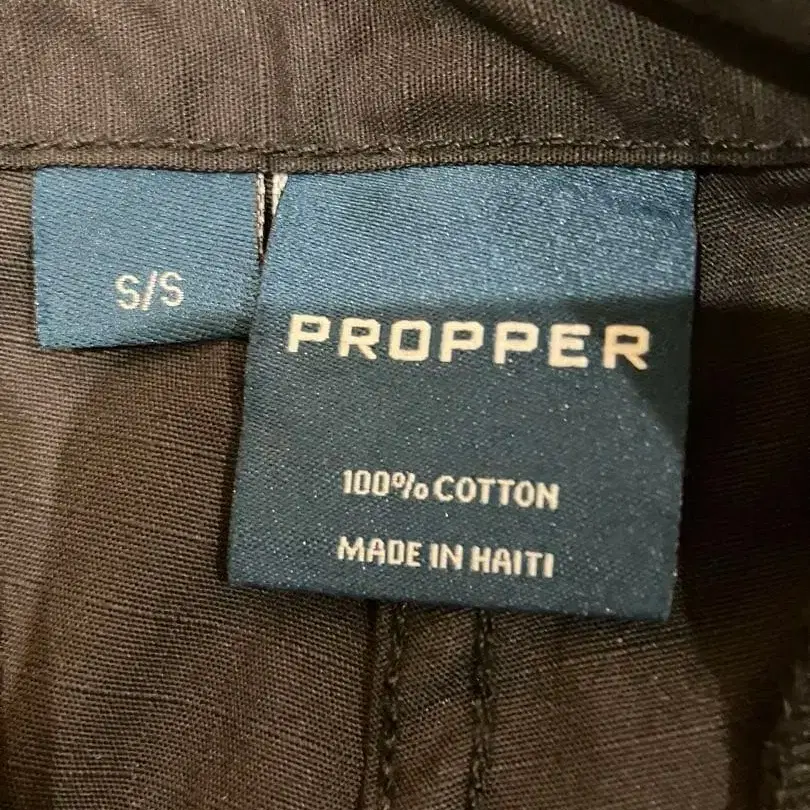 S/S
PROPPER
100% COTTON
MADE IN HAITI